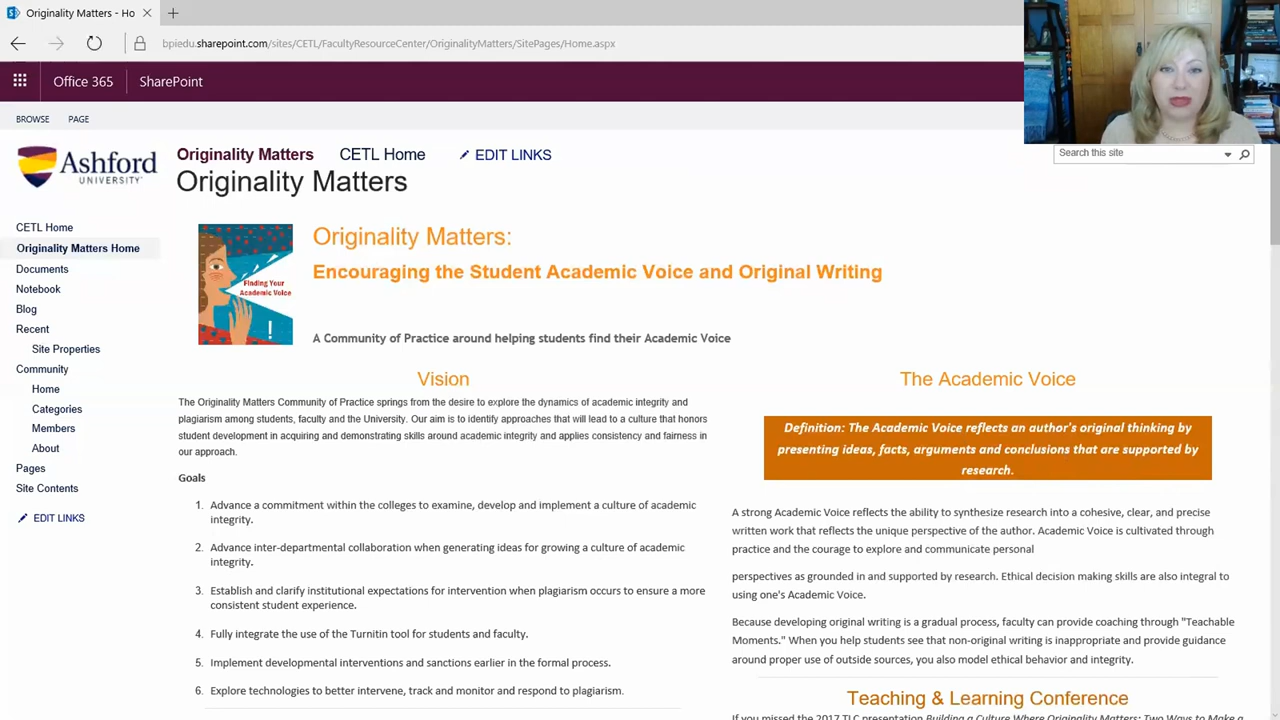 Originality Matters - Ho
bpiedu.sharepoint.com/sites/CETL/FacultyResourceCenter/OriginalityMatters/SitePages/Home.aspx
Office 365
SharePoint
BROWSE
PAGE
Ashford
UNIVERSITY
Originality Matters
CETL Home
EDIT LINKS
Originality Matters
Search this site
CETL Home
Originality Matters Home
Documents
Notebook
Blog
Recent
Site Properties
Community
Home
Categories
Members
About
Pages
Site Contents
EDIT LINKS
Finding Your
Academic Voice
!
Originality Matters:
Encouraging the Student Academic Voice and Original Writing
A Community of Practice around helping students find their Academic Voice
Vision
The Originality Matters Community of Practice springs from the desire to explore the dynamics of academic integrity and
plagiarism among students, faculty and the University. Our aim is to identify approaches that will lead to a culture that honors
student development in acquiring and demonstrating skills around academic integrity and applies consistency and fairness in
our approach.
Goals
1. Advance a commitment within the colleges to examine, develop and implement a culture of academic
integrity.
2. Advance inter-departmental collaboration when generating ideas for growing a culture of academic
integrity.
3. Establish and clarify institutional expectations for intervention when plagiarism occurs to ensure a more
consistent student experience.
4. Fully integrate the use of the Turnitin tool for students and faculty.
5. Implement developmental interventions and sanctions earlier in the formal process.
6. Explore technologies to better intervene, track and monitor and respond to plagiarism.
The Academic Voice
Definition: The Academic Voice reflects an author's original thinking by
presenting ideas, facts, arguments and conclusions that are supported by
research.
A strong Academic Voice reflects the ability to synthesize research into a cohesive, clear, and precise
written work that reflects the unique perspective of the author. Academic Voice is cultivated through
practice and the courage to explore and communicate personal
perspectives as grounded in and supported by research. Ethical decision making skills are also integral to
using one's Academic Voice.
Because developing original writing is a gradual process, faculty can provide coaching through "Teachable
Moments." When you help students see that non-original writing is inappropriate and provide guidance
around proper use of outside sources, you also model ethical behavior and integrity.
Teaching & Learning Conference
If you missed the 2017 TLC presentation Building a Culture Where Originality Matters: Two Ways to Make a